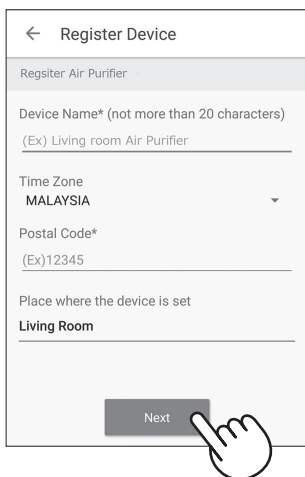 Register Device
Regsiter Air Purifier
Device Name* (not more than 20 characters)
(Ex) Living room Air Purifier
Time Zone
MALAYSIA
Postal Code*
(Ex)12345
Place where the device is set
Living Room
Next